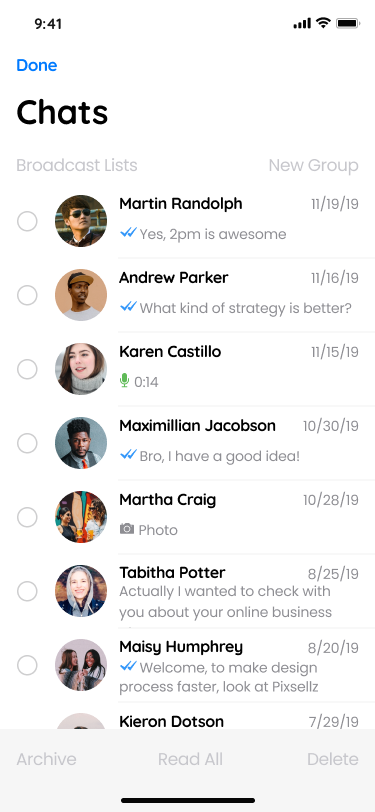 9:41
Done
Chats
Broadcast Lists New Group
Martin Randolph 11/19/19
Yes, 2pm is awesome
Andrew Parker 11/16/19
What kind of strategy is better?
Karen Castillo 11/15/19
0:14
Maximillian Jacobson 10/30/19
Bro, I have a good idea!
Martha Craig 10/28/19
Photo
Tabitha Potter 8/25/19
Actually I wanted to check with
you about your online business
Maisy Humphrey 8/20/19
Welcome, to make design
process faster, look at Pixsellz
Kieron Dotson 7/29/19
Archive Read All Delete